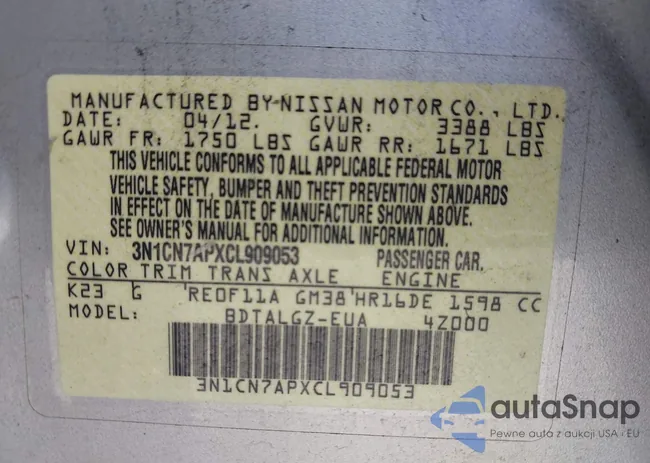 MANUFACTURED BY NISSAN MOTOR CO., LTD.
DATE: 04/12. GVWR: 3388 LBS
GAWR FR: 1750 LBS GAWR RR: 1671 LBS
THIS VEHICLE CONFORMS TO ALL APPLICABLE FEDERAL MOTOR
VEHICLE SAFETY, BUMPER AND THEFT PREVENTION STANDARDS
IN EFFECT ON THE DATE OF MANUFACTURE SHOWN ABOVE.
SEE OWNER'S MANUAL FOR ADDITIONAL INFORMATION.
VIN: 3N1CN7APXCL909053 PASSENGER CAR.
COLOR TRIM TRANS AXLE ENGINE
K23 G 'RE0F11A GM38'HR16DE 1598 CC
MODEL: BDTALGZ-EUA 4Z000
3N1CN7APXCL909053
autaSnap
Pewne auta z aukcji USA i EU